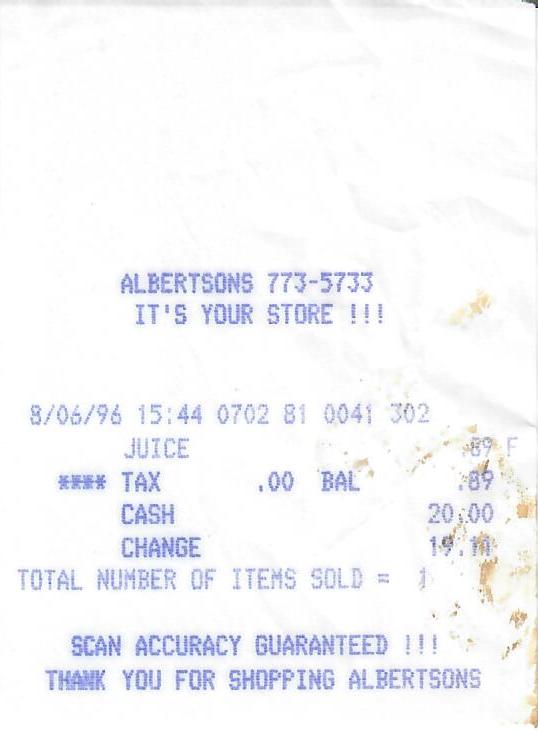 ALBERTSONS 773-5733
IT'S YOUR STORE !!!
8/06/96 15:44 0702 81 0041 302
JUICE .89 F
**** TAX .00 BAL .89
CASH 20.00
CHANGE 19.11
TOTAL NUMBER OF ITEMS SOLD = 1
SCAN ACCURACY GUARANTEED !!!
THANK YOU FOR SHOPPING ALBERTSONS